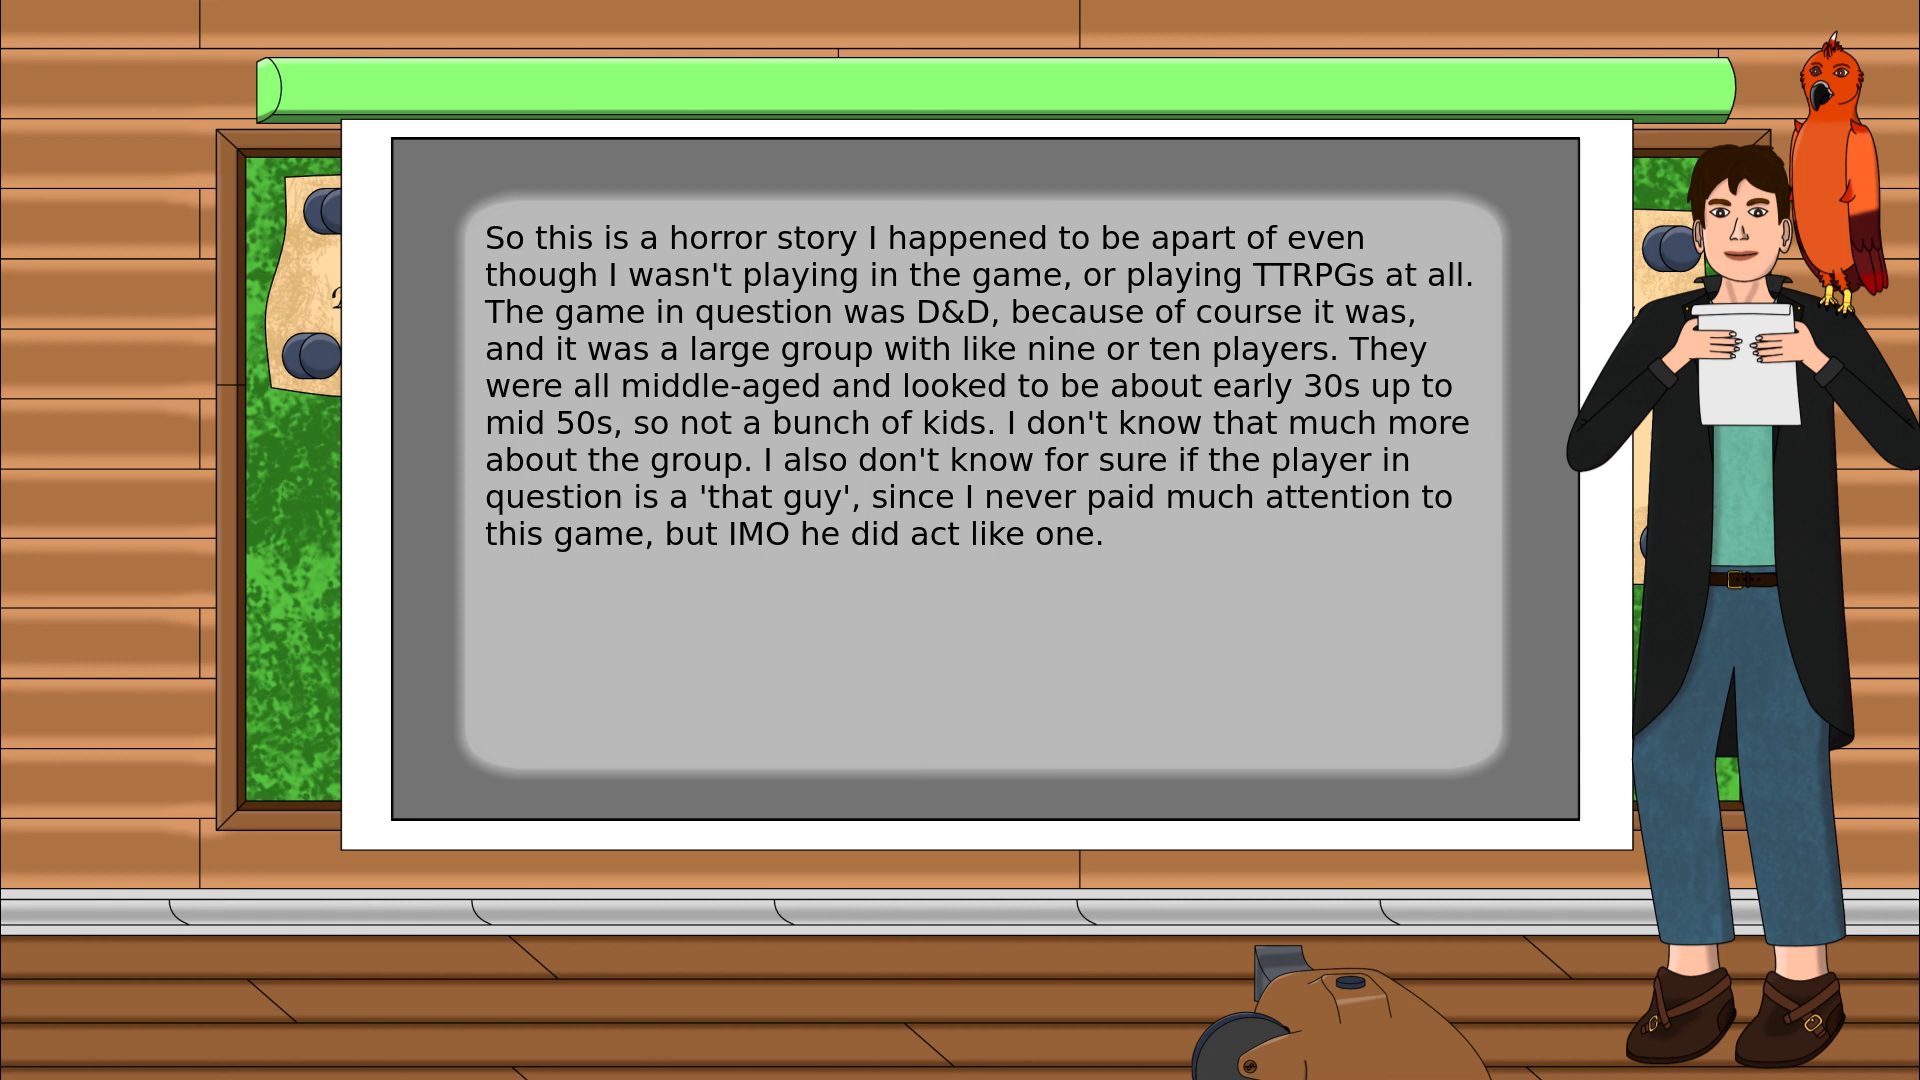 So this is a horror story I happened to be apart of even
though I wasn't playing in the game, or playing TTRPGs at all.
The game in question was D&D, because of course it was,
and it was a large group with like nine or ten players. They
were all middle-aged and looked to be about early 30s up to
mid 50s, so not a bunch of kids. I don't know that much more
about the group. I also don't know for sure if the player in
question is a 'that guy', since I never paid much attention to
this game, but IMO he did act like one.